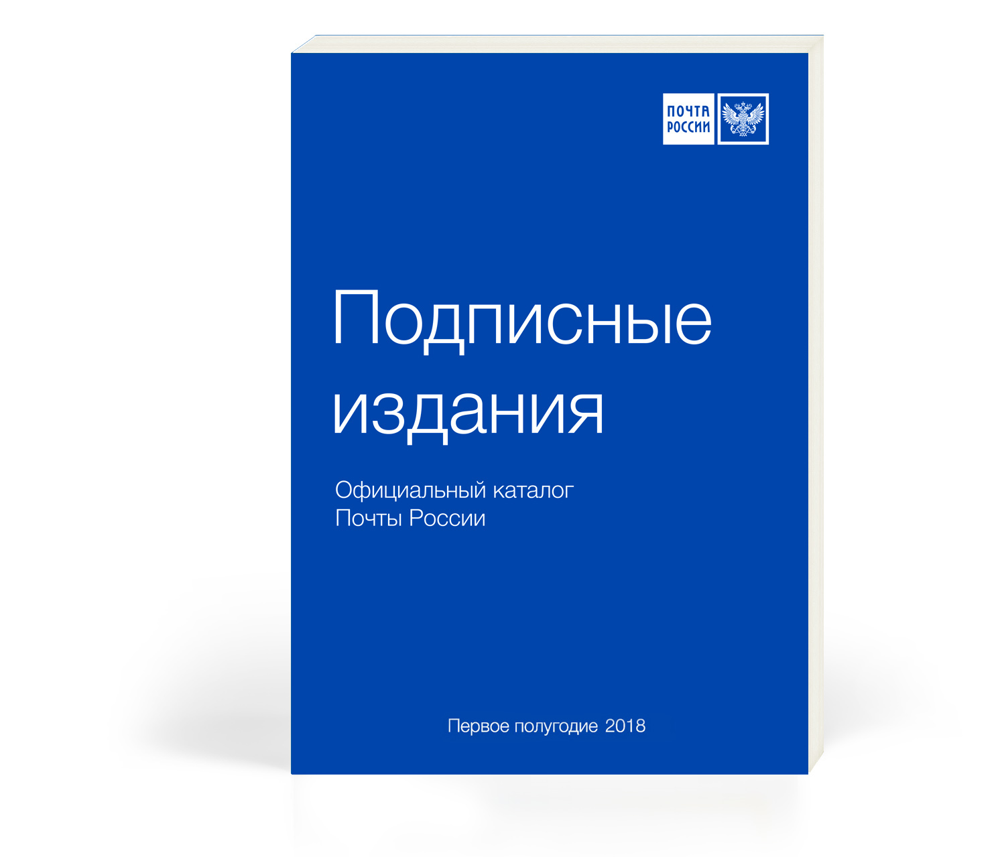 ПОЧТА
РОССИИ
Подписные
издания
Официальный каталог
Почты России
Первое полугодие 2018